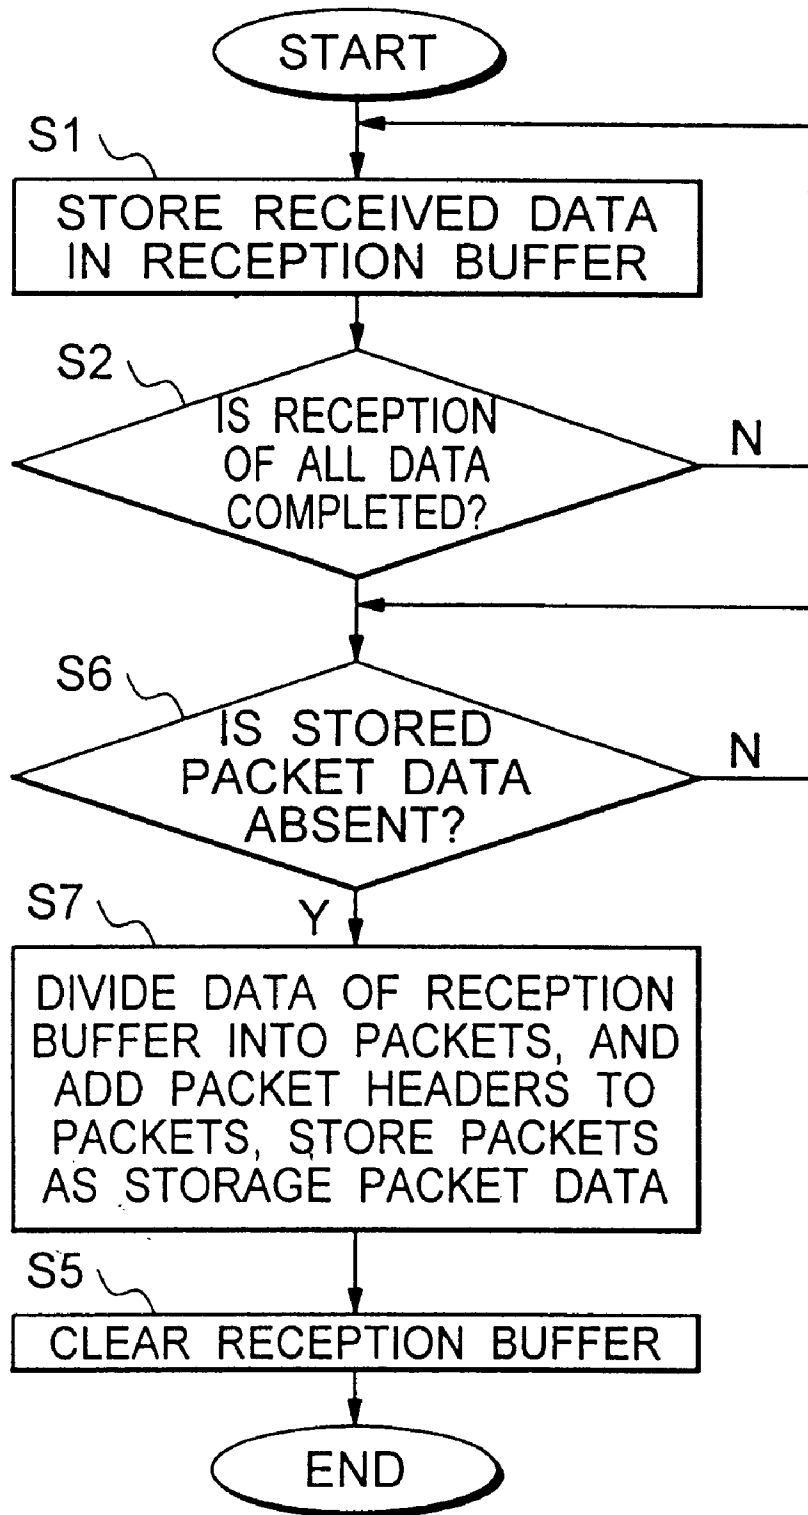 START
S1
STORE RECEIVED DATA
IN RECEPTION BUFFER
S2
IS RECEPTION
OF ALL DATA
COMPLETED?
N
S6
IS STORED
PACKET DATA
ABSENT?
N
Y
S7
DIVIDE DATA OF RECEPTION
BUFFER INTO PACKETS, AND
ADD PACKET HEADERS TO
PACKETS, STORE PACKETS
AS STORAGE PACKET DATA
S5
CLEAR RECEPTION BUFFER
END